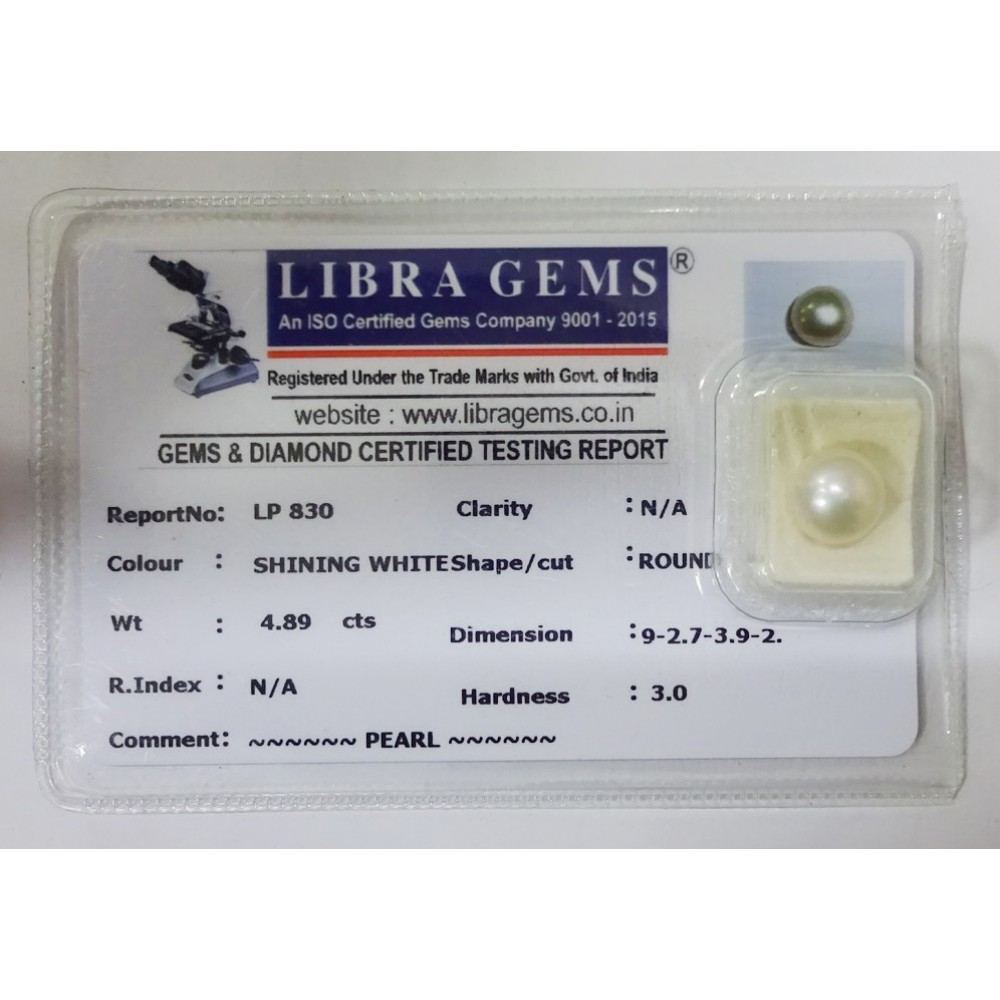 LIBRA GEMS ®
An ISO Certified Gems Company 9001 - 2015
Registered Under the Trade Marks with Govt. of India
website : www.libragems.co.in
GEMS & DIAMOND CERTIFIED TESTING REPORT
ReportNo: LP 830 Clarity : N/A
Colour : SHINING WHITE Shape/cut : ROUND
Wt : 4.89 cts Dimension : 9-2.7-3.9-2.
R.Index : N/A Hardness : 3.0
Comment: ~~~~~~ PEARL ~~~~~~